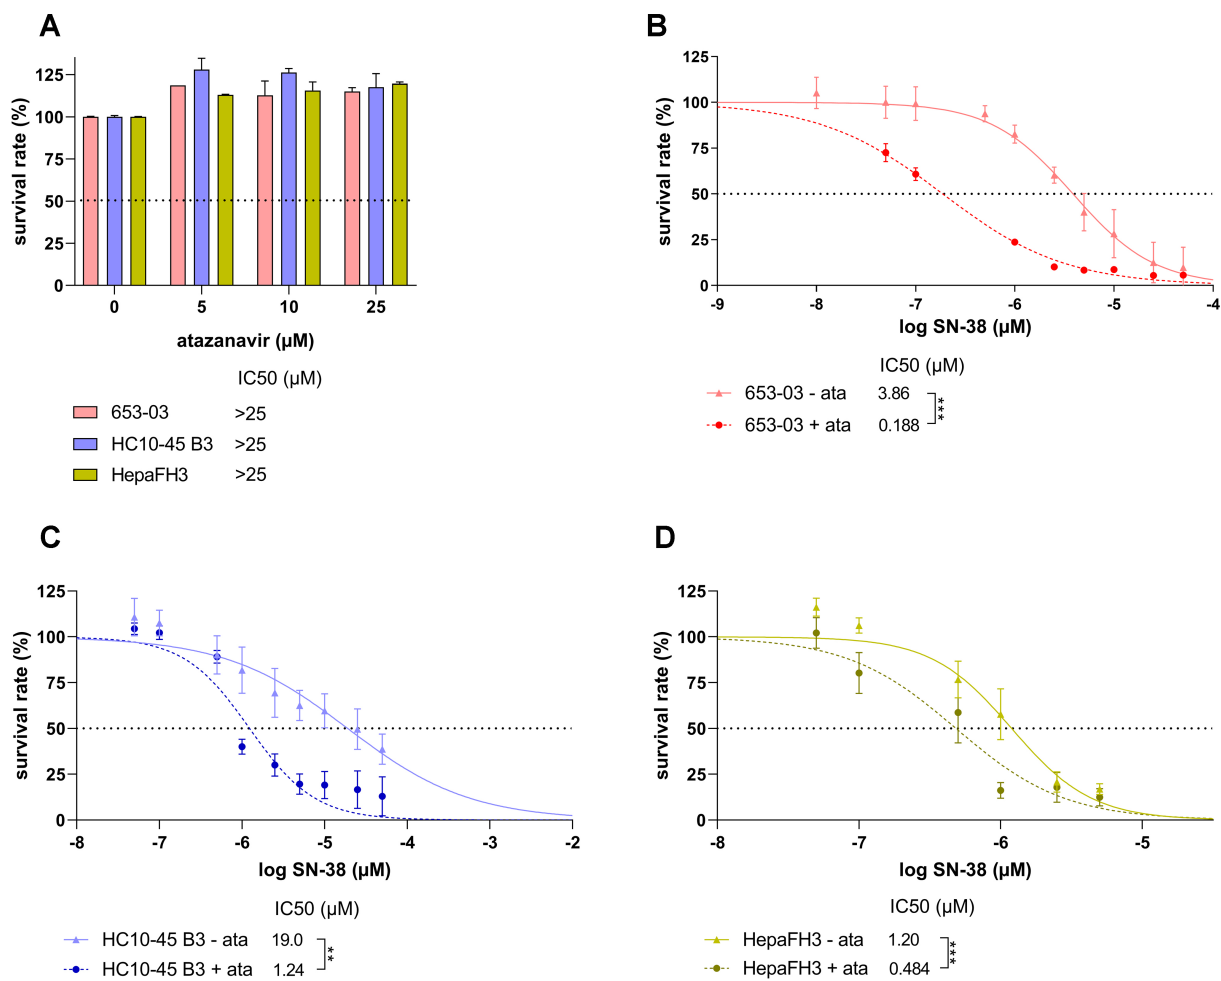 A
survival rate (%)
125
100
75
50
25
0
0 5 10 25
atazanavir (µM)
IC50 (µM)
653-03 >25
HC10-45 B3 >25
HepaFH3 >25
B
survival rate (%)
125
100
75
50
25
0
-9 -8 -7 -6 -5 -4
log SN-38 (µM)
IC50 (µM)
653-03 - ata 3.86
653-03 + ata 0.188
***
C
survival rate (%)
125
100
75
50
25
0
-8 -7 -6 -5 -4 -3 -2
log SN-38 (µM)
IC50 (µM)
HC10-45 B3 - ata 19.0
HC10-45 B3 + ata 1.24
**
D
survival rate (%)
125
100
75
50
25
0
-8 -7 -6 -5
log SN-38 (µM)
IC50 (µM)
HepaFH3 - ata 1.20
HepaFH3 + ata 0.484
***